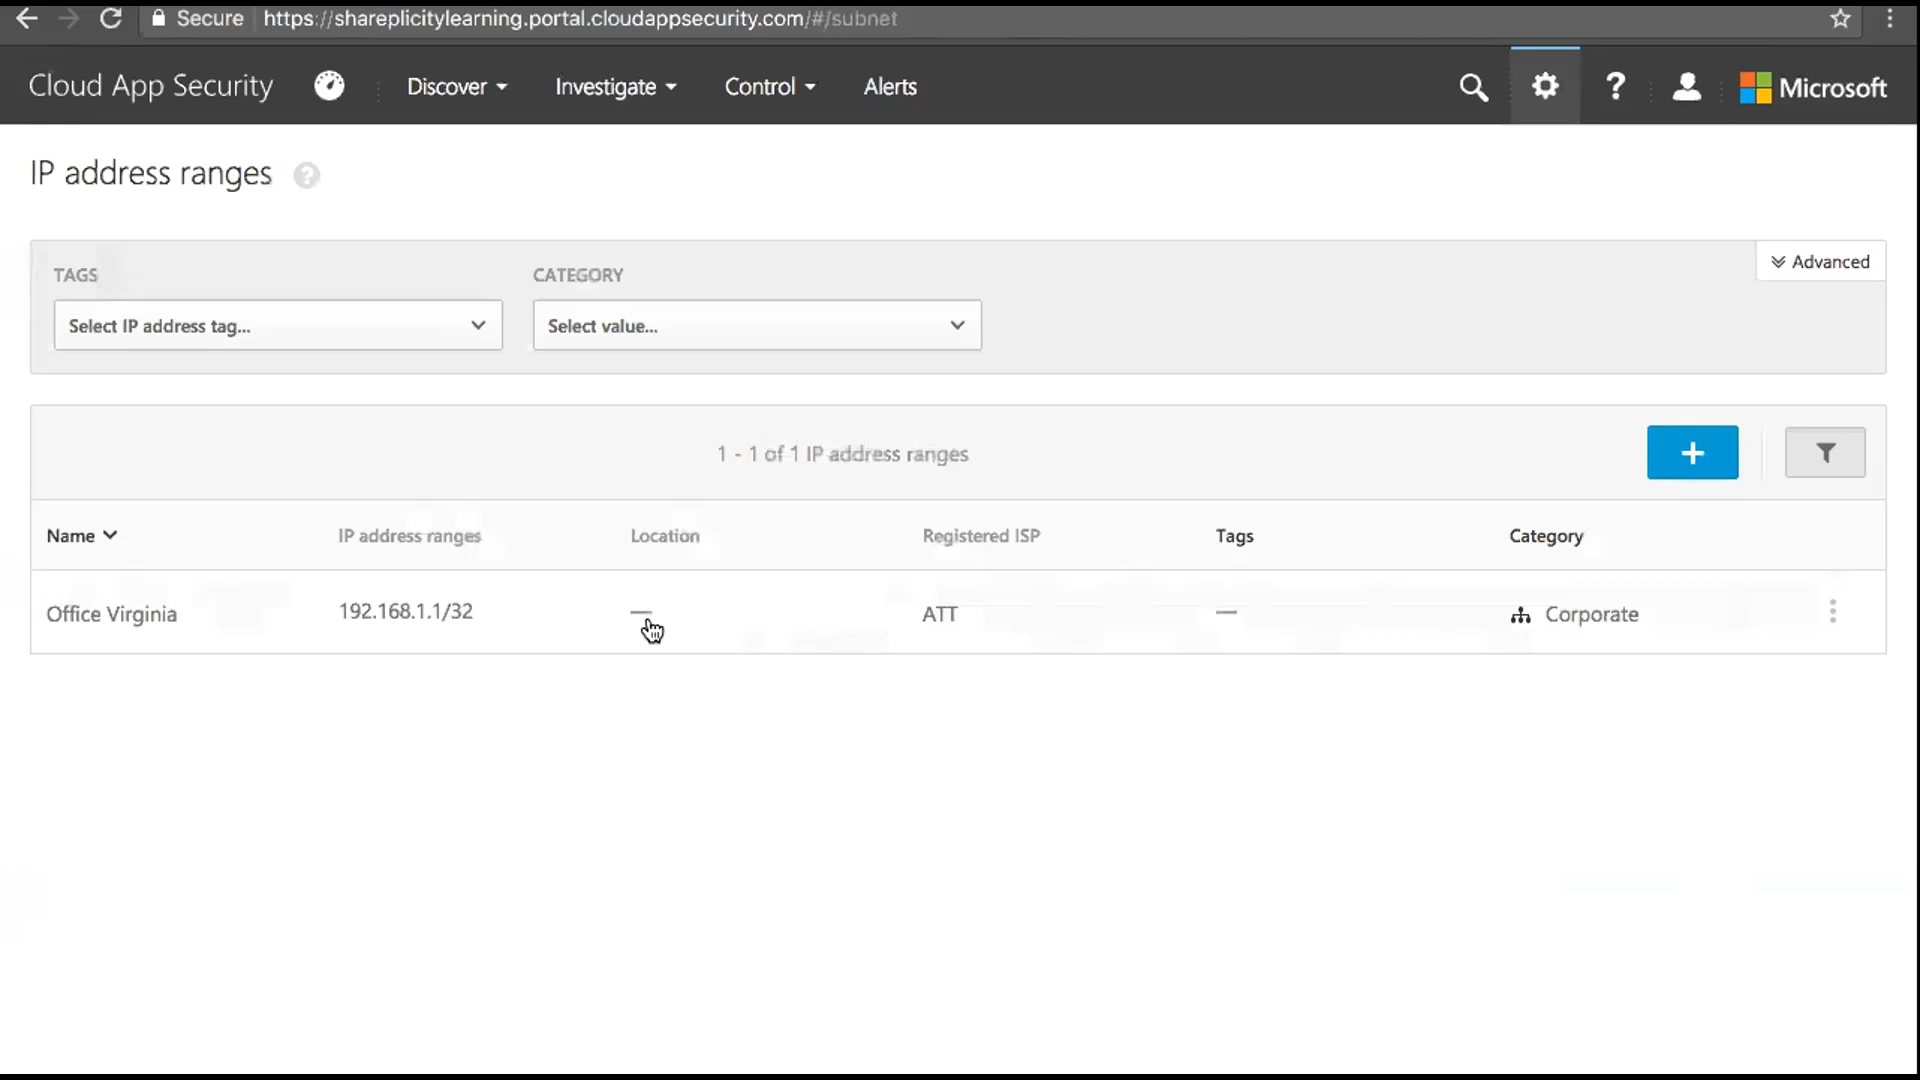 Secure https://shareplicitylearning.portal.cloudappsecurity.com/#/subnet
Cloud App Security Discover Investigate Control Alerts ? Microsoft
IP address ranges ?
TAGS CATEGORY Advanced
Select IP address tag... Select value...
1 - 1 of 1 IP address ranges +
Name IP address ranges Location Registered ISP Tags Category
Office Virginia 192.168.1.1/32 — ATT — Corporate